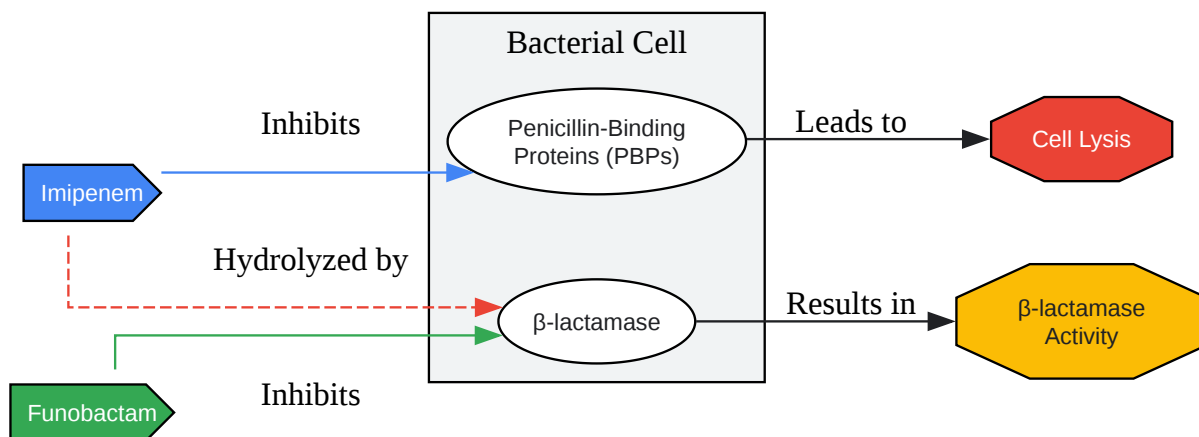 Bacterial Cell
Inhibits
Penicillin-Binding
Proteins (PBPs)
Leads to
Cell Lysis
Imipenem
Hydrolyzed by
β-lactamase
Results in
β-lactamase
Activity
Inhibits
Funobactam